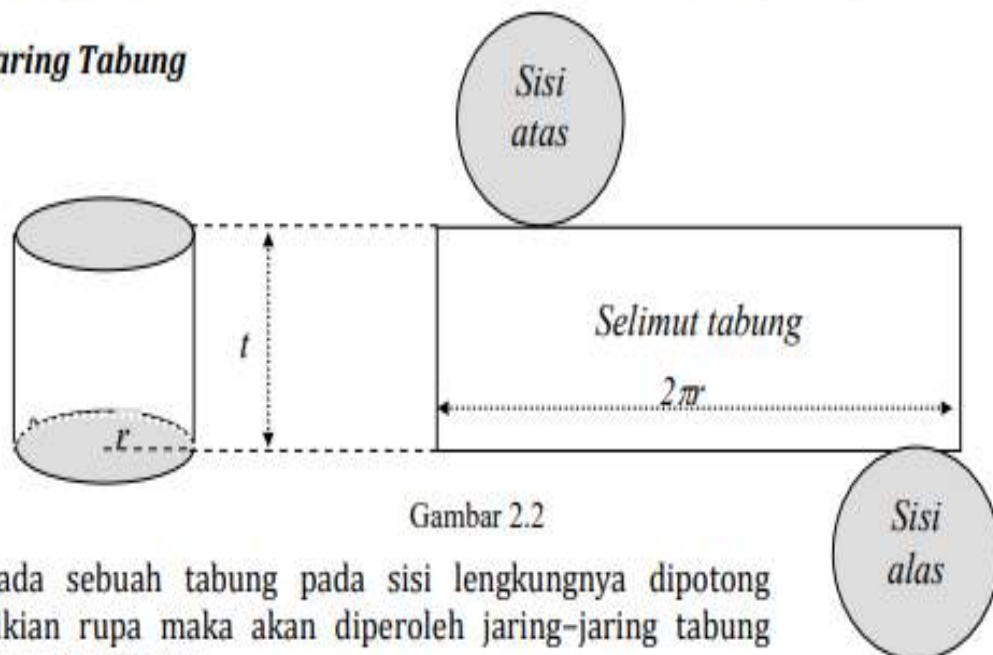 aring Tabung
Sisi
atas
t
Selimut tabung
2πr
r
Gambar 2.2
Sisi
alas
ada sebuah tabung pada sisi lengkungnya dipotong
ikian rupa maka akan diperoleh jaring–jaring tabung